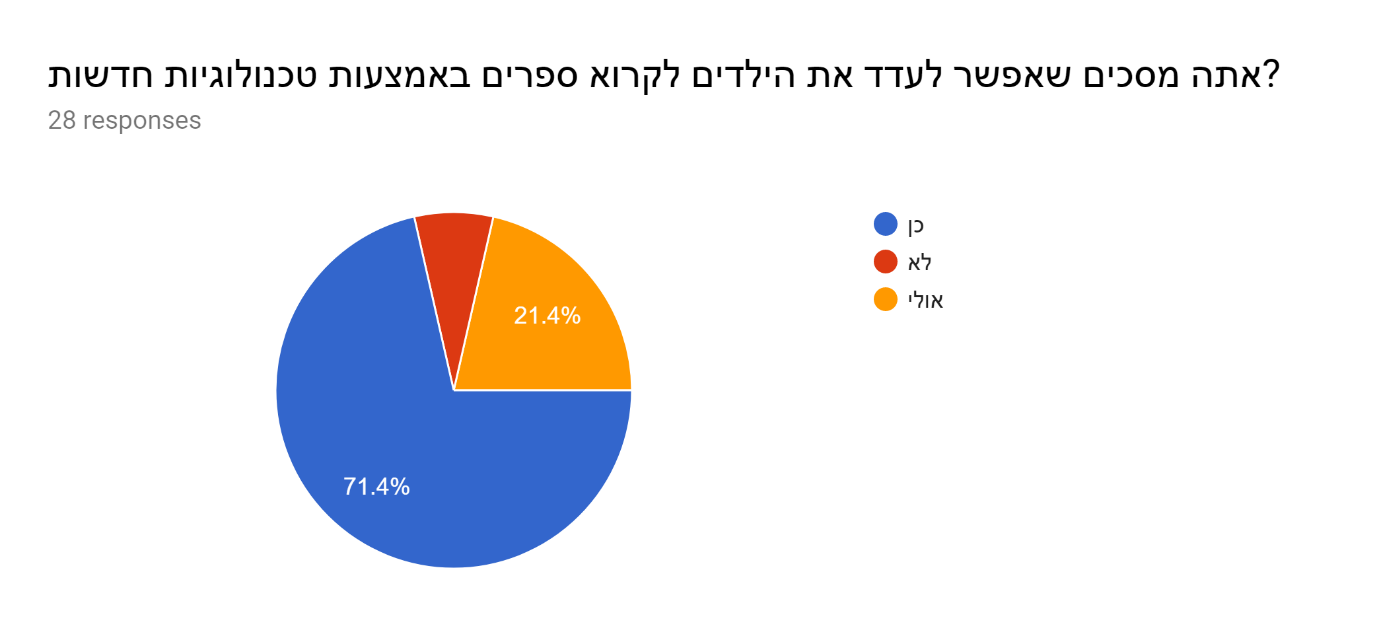 אתה מסכים שאפשר לעדד את הילדים לקרוא ספרים באמצעות טכנולוגיות חדשות?
28 responses
כן
לא
אולי
21.4%
71.4%